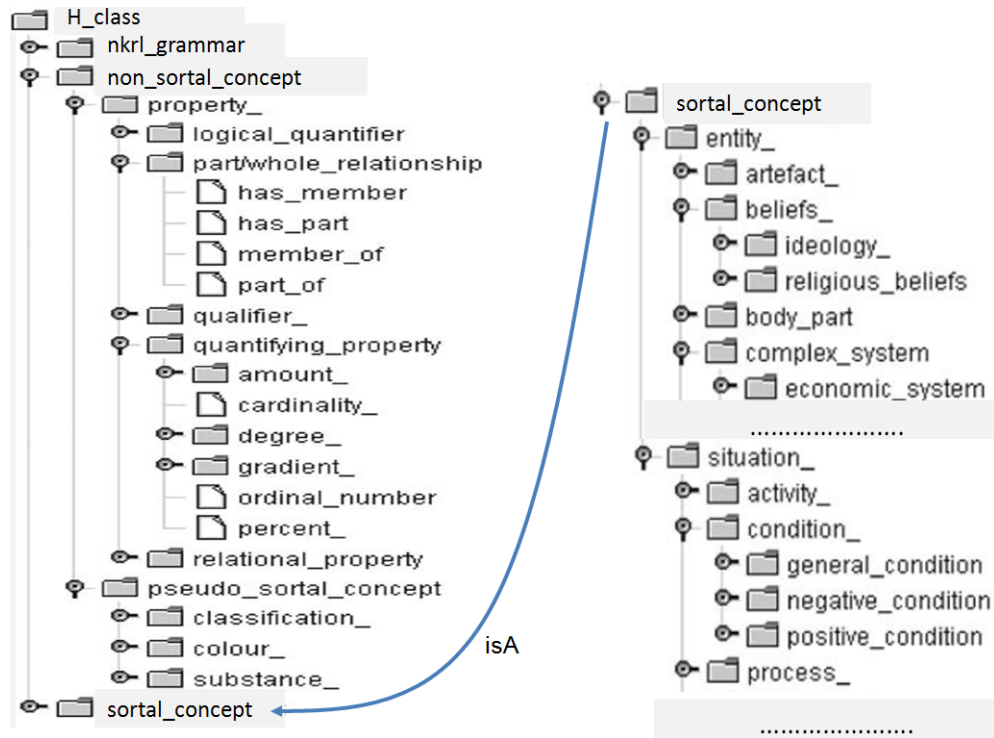 H_class
nkrl_grammar
non_sortal_concept
property_
logical_quantifier
part/whole_relationship
has_member
has_part
member_of
part_of
qualifier_
quantifying_property
amount_
cardinality_
degree_
gradient_
ordinal_number
percent_
relational_property
pseudo_sortal_concept
classification_
colour_
substance_
sortal_concept
isA
sortal_concept
entity_
artefact_
beliefs_
ideology_
religious_beliefs
body_part
complex_system
economic_system
......................
situation_
activity_
condition_
general_condition
negative_condition
positive_condition
process_
......................